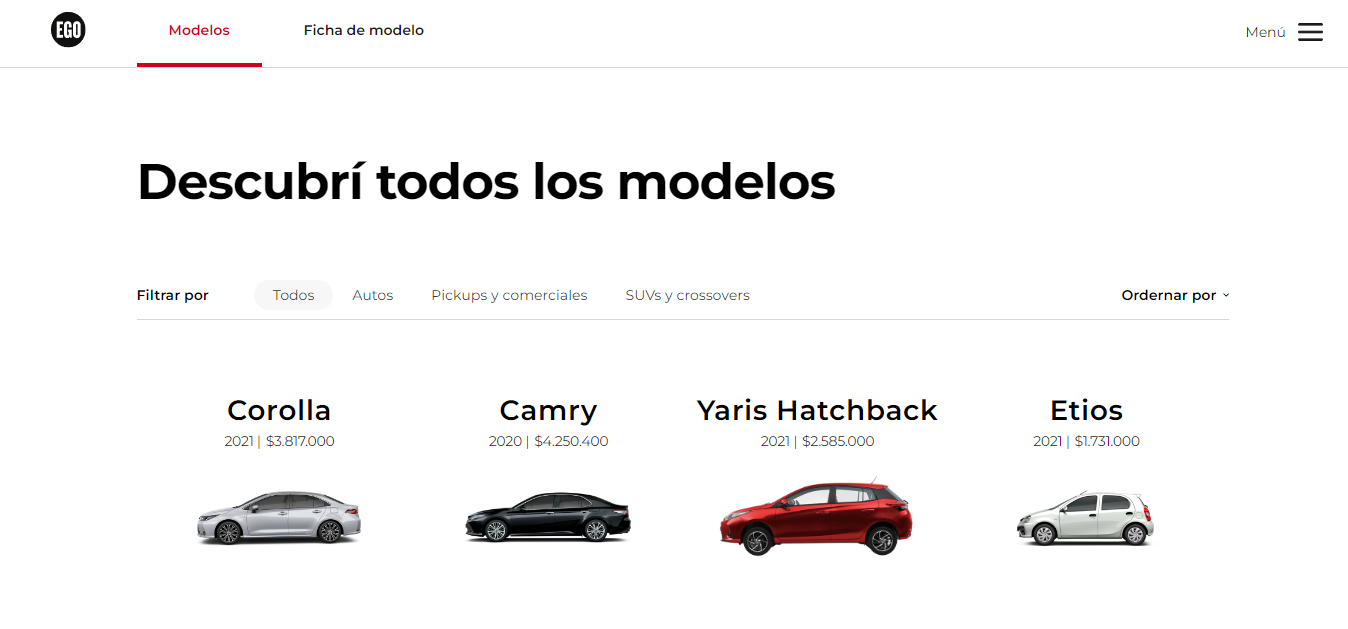 EGO Modelos Ficha de modelo Menú
Descubrí todos los modelos
Filtrar por Todos Autos Pickups y comerciales SUVs y crossovers Ordernar por
Corolla Camry Yaris Hatchback Etios
2021 | $3.817.000 2020 | $4.250.400 2021 | $2.585.000 2021 | $1.731.000